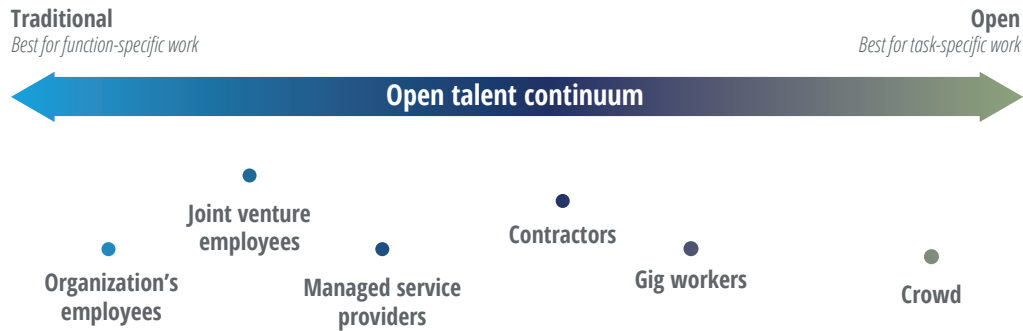 Traditional
Best for function-specific work
Open
Best for task-specific work
Open talent continuum
Joint venture
employees
Contractors
Organization’s
employees
Managed service
providers
Gig workers
Crowd